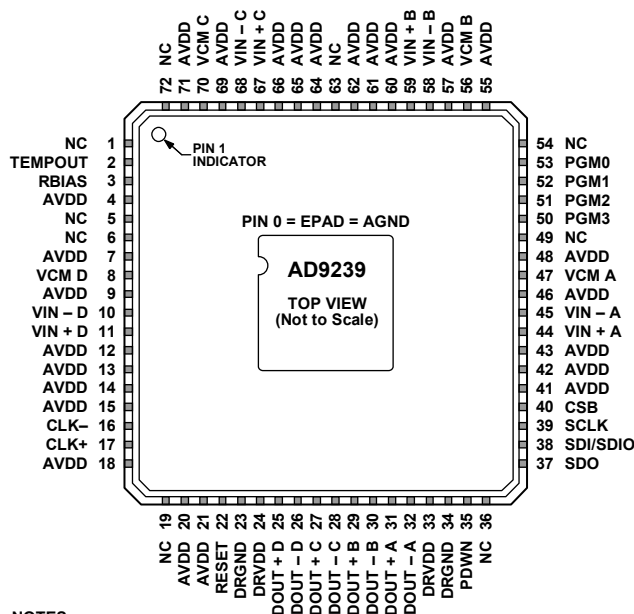 72 NC
71 AVDD
70 VCM C
69 AVDD
68 VIN – C
67 VIN + C
66 AVDD
65 AVDD
64 AVDD
63 NC
62 AVDD
61 AVDD
60 AVDD
59 VIN + B
58 VIN – B
57 AVDD
56 VCM B
55 AVDD
NC 1
TEMPOUT 2
RBIAS 3
AVDD 4
NC 5
NC 6
AVDD 7
VCM D 8
AVDD 9
VIN – D 10
VIN + D 11
AVDD 12
AVDD 13
AVDD 14
AVDD 15
CLK– 16
CLK+ 17
AVDD 18
PIN 1
INDICATOR
PIN 0 = EPAD = AGND
AD9239
TOP VIEW
(Not to Scale)
54 NC
53 PGM0
52 PGM1
51 PGM2
50 PGM3
49 NC
48 AVDD
47 VCM A
46 AVDD
45 VIN – A
44 VIN + A
43 AVDD
42 AVDD
41 AVDD
40 CSB
39 SCLK
38 SDI/SDIO
37 SDO
NC 19
AVDD 20
AVDD 21
RESET 22
DRGND 23
DRVDD 24
DOUT + D 25
DOUT – D 26
DOUT + C 27
DOUT – C 28
DOUT + B 29
DOUT – B 30
DOUT + A 31
DOUT – A 32
DRVDD 33
DRGND 34
PDWN 35
NC 36